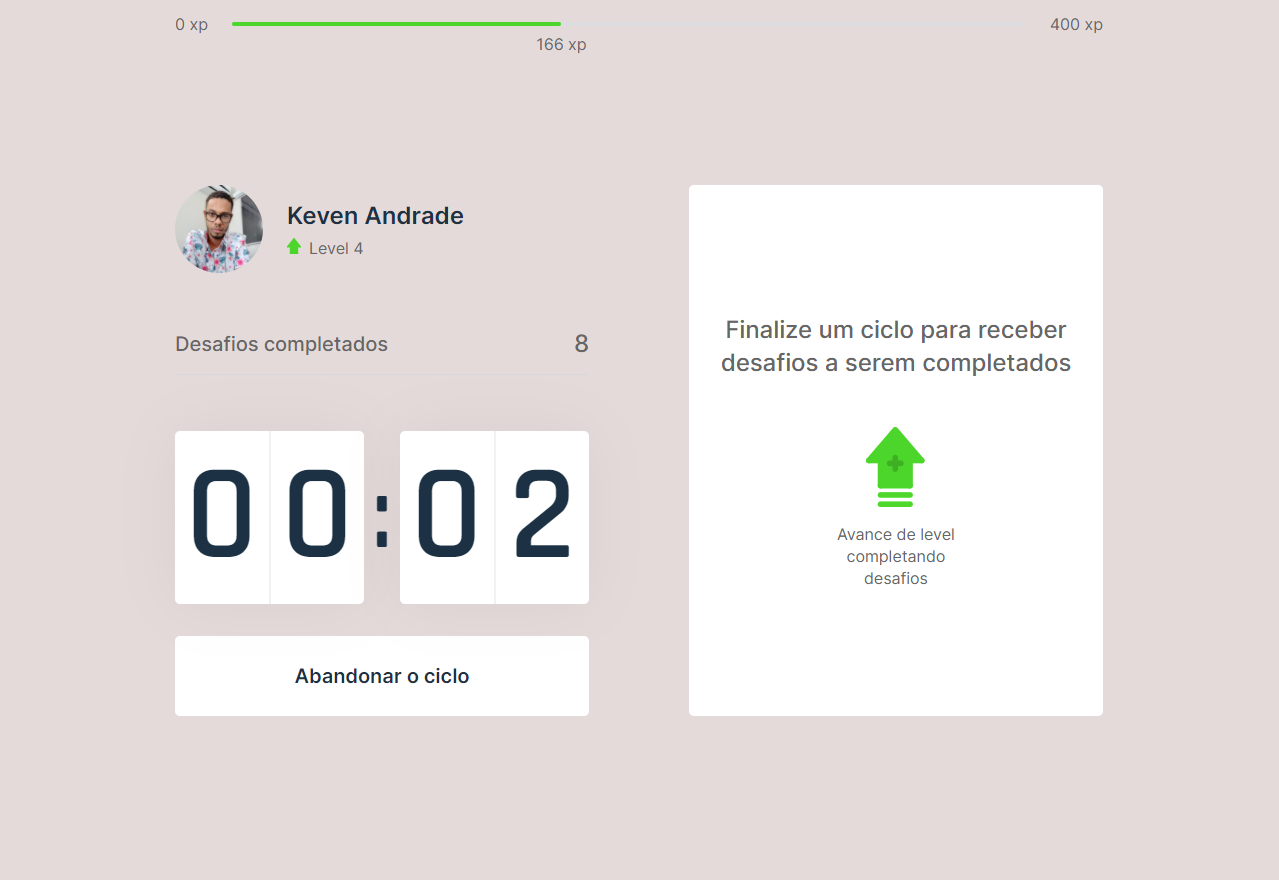 0 xp
400 xp
166 xp
Keven Andrade
Level 4
Desafios completados 8
00:02
Abandonar o ciclo
Finalize um ciclo para receber
desafios a serem completados
Avance de level
completando
desafios